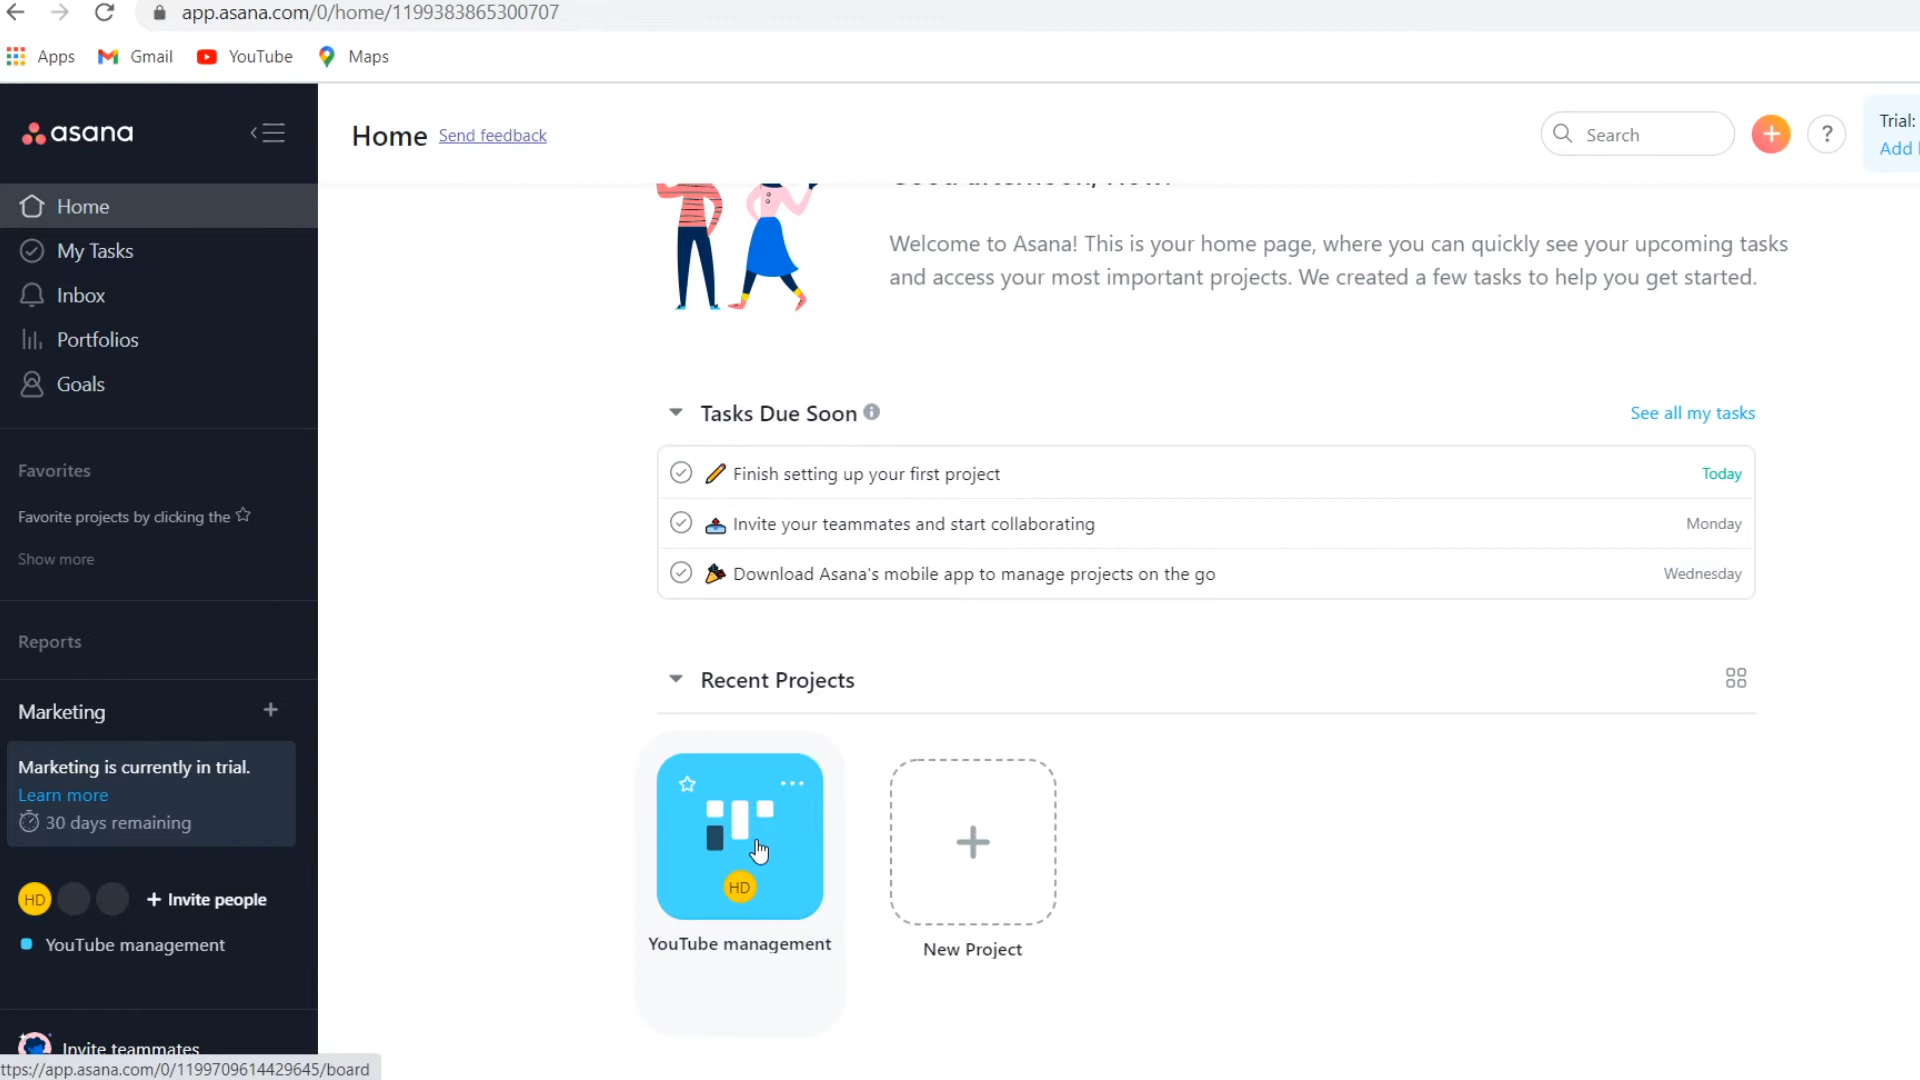 app.asana.com/0/home/1199383865300707
Apps
Gmail
YouTube
Maps
asana
Home
Send feedback
Search
?
Trial:
Add
Home
My Tasks
Inbox
Portfolios
Goals
Favorites
Favorite projects by clicking the
Show more
Reports
Marketing
Marketing is currently in trial.
Learn more
30 days remaining
HD
+ Invite people
YouTube management
Invite teammates
ttps://app.asana.com/0/1199709614429645/board
Welcome to Asana! This is your home page, where you can quickly see your upcoming tasks
and access your most important projects. We created a few tasks to help you get started.
Tasks Due Soon
See all my tasks
Finish setting up your first project
Today
Invite your teammates and start collaborating
Monday
Download Asana's mobile app to manage projects on the go
Wednesday
Recent Projects
HD
YouTube management
New Project